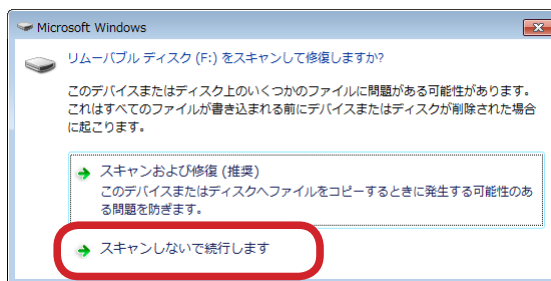 Microsoft Windows
リムーバブル ディスク (F:) をスキャンして修復しますか?
このデバイスまたはディスク上のいくつかのファイルに問題がある可能性があります。
これはすべてのファイルが書き込まれる前にデバイスまたはディスクが削除された場合
に起こります。
スキャンおよび修復 (推奨)
このデバイスまたはディスクへファイルをコピーするときに発生する可能性のあ
る問題を防ぎます。
スキャンしないで続行します